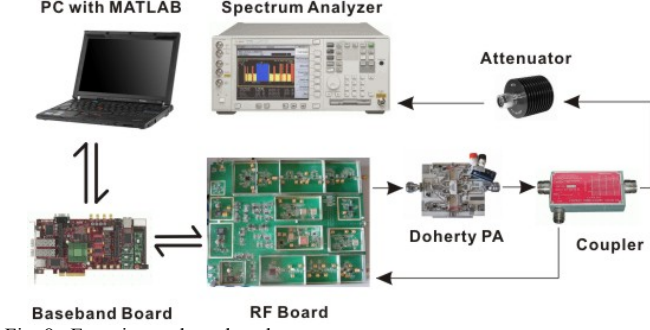 PC with MATLAB
Spectrum Analyzer
Attenuator
Doherty PA
Coupler
Baseband Board
RF Board